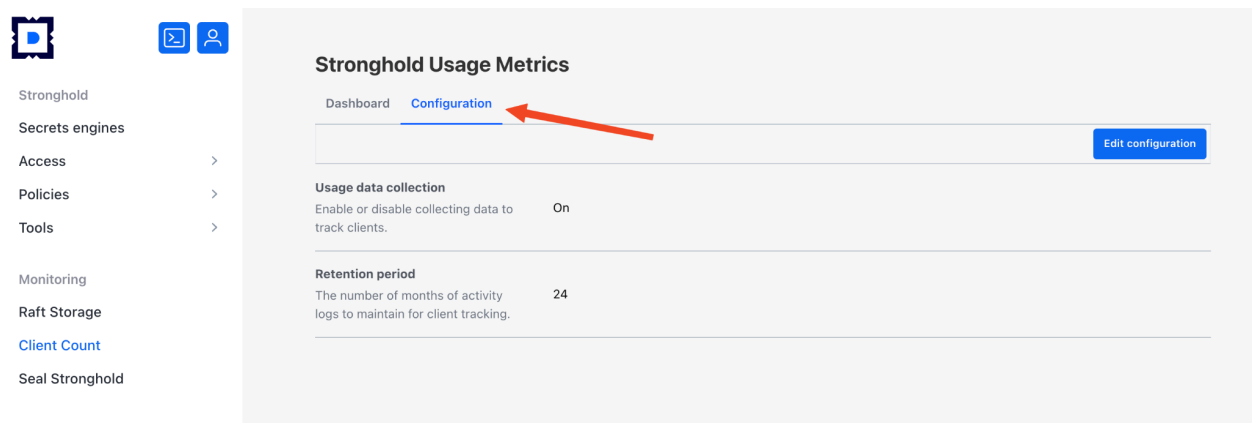 Stronghold
Secrets engines
Access
Policies
Tools
Monitoring
Raft Storage
Client Count
Seal Stronghold
Stronghold Usage Metrics
Dashboard Configuration
Edit configuration
Usage data collection
Enable or disable collecting data to
track clients.
On
Retention period
The number of months of activity
logs to maintain for client tracking.
24